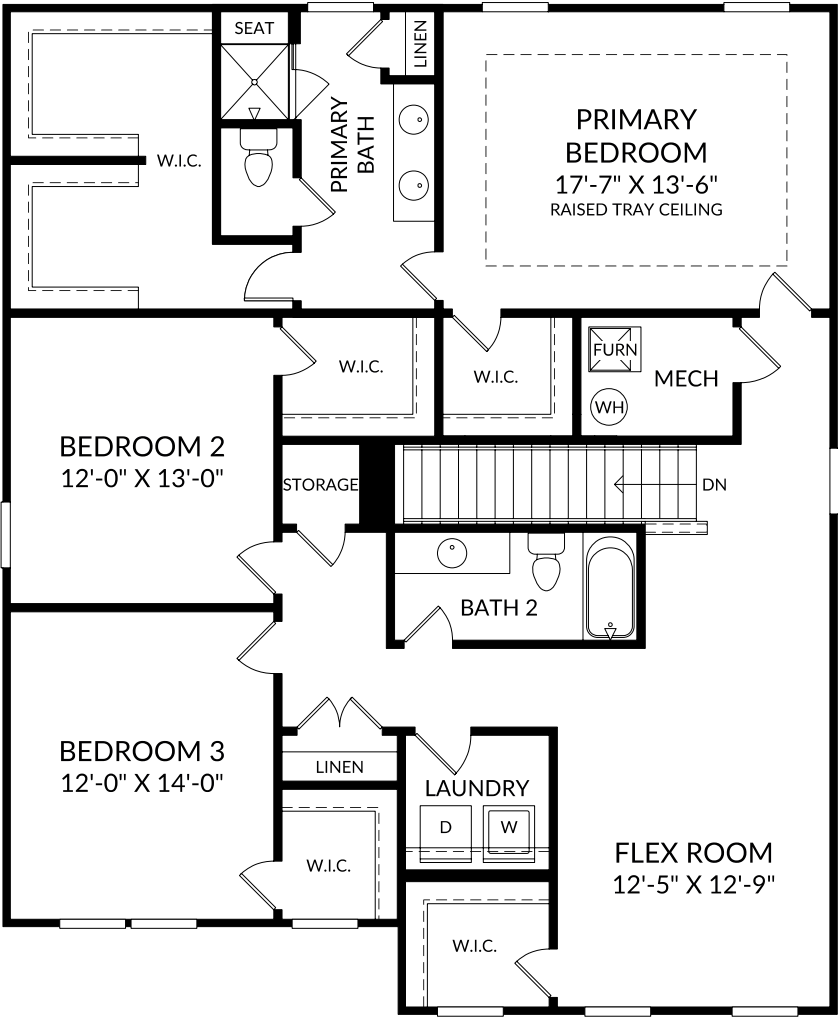 SEAT
LINEN
PRIMARY
BATH
W.I.C.
PRIMARY
BEDROOM
17'-7" X 13'-6"
RAISED TRAY CEILING
W.I.C.
W.I.C.
FURN
MECH
WH
BEDROOM 2
12'-0" X 13'-0"
STORAGE
DN
BATH 2
BEDROOM 3
12'-0" X 14'-0"
LINEN
LAUNDRY
D
W
W.I.C.
FLEX ROOM
12'-5" X 12'-9"
W.I.C.